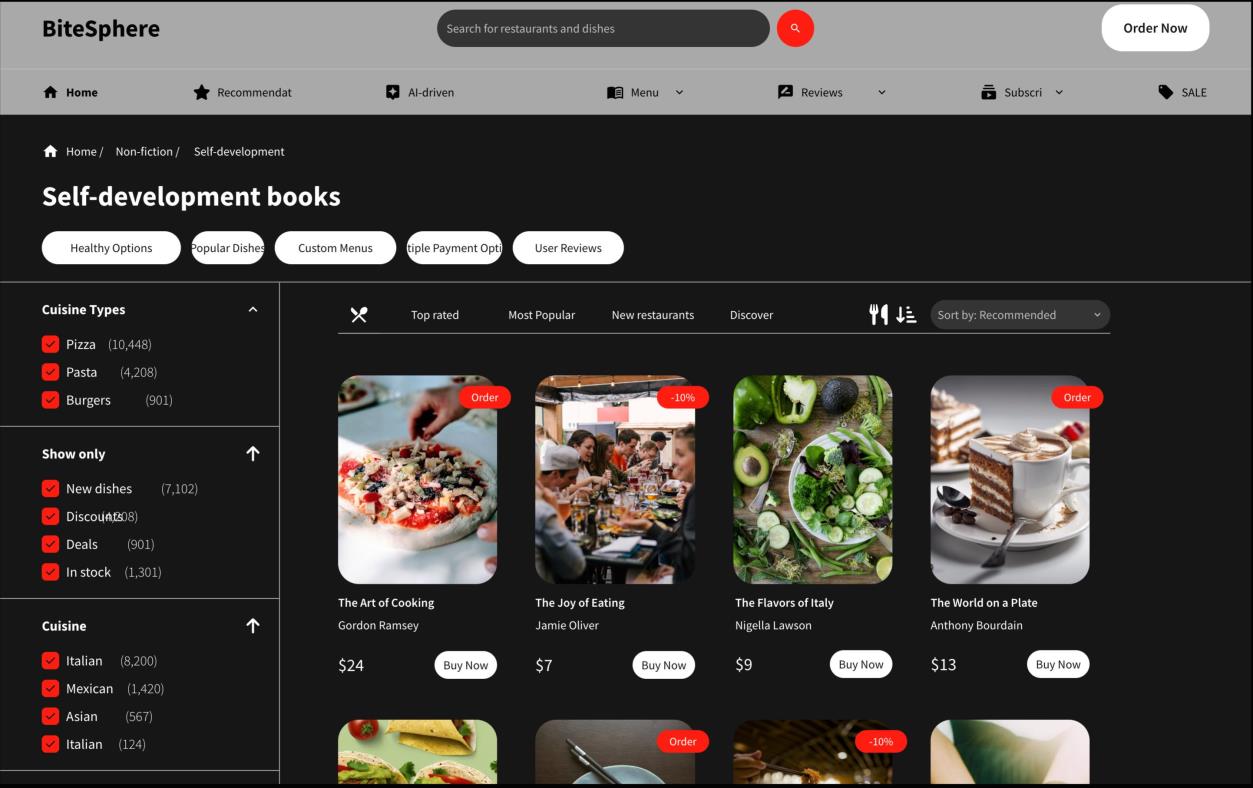 BiteSphere
Search for restaurants and dishes
Order Now
Home
Recommendat
AI-driven
Menu
Reviews
Subscri
SALE
Home / Non-fiction / Self-development
Self-development books
Healthy Options
Popular Dishes
Custom Menus
tiple Payment Opti
User Reviews
Cuisine Types
Pizza (10,448)
Pasta (4,208)
Burgers (901)
Show only
New dishes (7,102)
Discounts (4,208)
Deals (901)
In stock (1,301)
Cuisine
Italian (8,200)
Mexican (1,420)
Asian (567)
Italian (124)
Top rated
Most Popular
New restaurants
Discover
Sort by: Recommended
Order
-10%
Order
The Art of Cooking
Gordon Ramsey
$24
Buy Now
The Joy of Eating
Jamie Oliver
$7
Buy Now
The Flavors of Italy
Nigella Lawson
$9
Buy Now
The World on a Plate
Anthony Bourdain
$13
Buy Now
Order
-10%